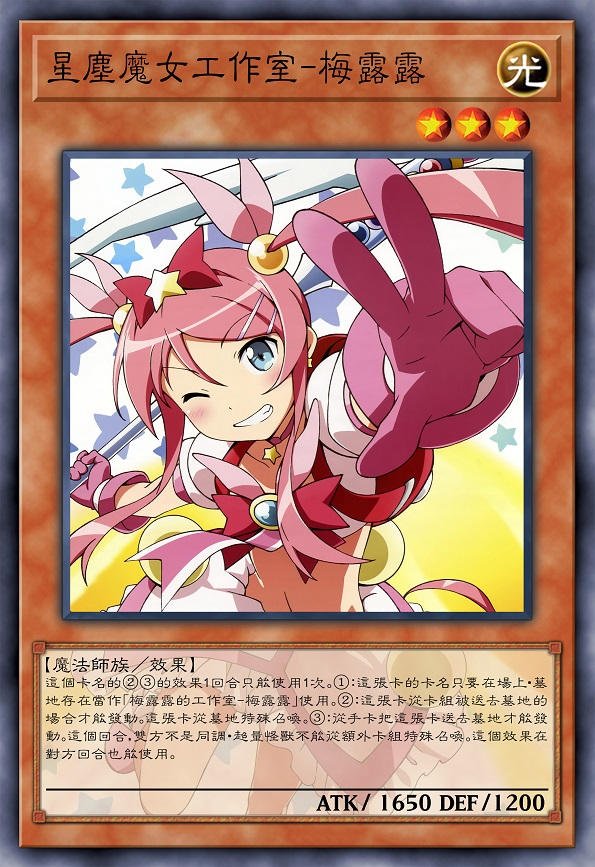 星塵魔女工作室-梅露露
光
【魔法師族／效果】
這個卡名的②③的效果1回合只能使用1次。①：這張卡的卡名只要在場上·墓
地存在當作「梅露露的工作室-梅露露」使用。②：這張卡從卡組被送去墓地的
場合才能發動。這張卡從墓地特殊召喚。③：從手卡把這張卡送去墓地才能發
動。這個回合，雙方不是同調·超量怪獸不能從額外卡組特殊召喚。這個效果在
對方回合也能使用。
ATK/ 1650 DEF/1200